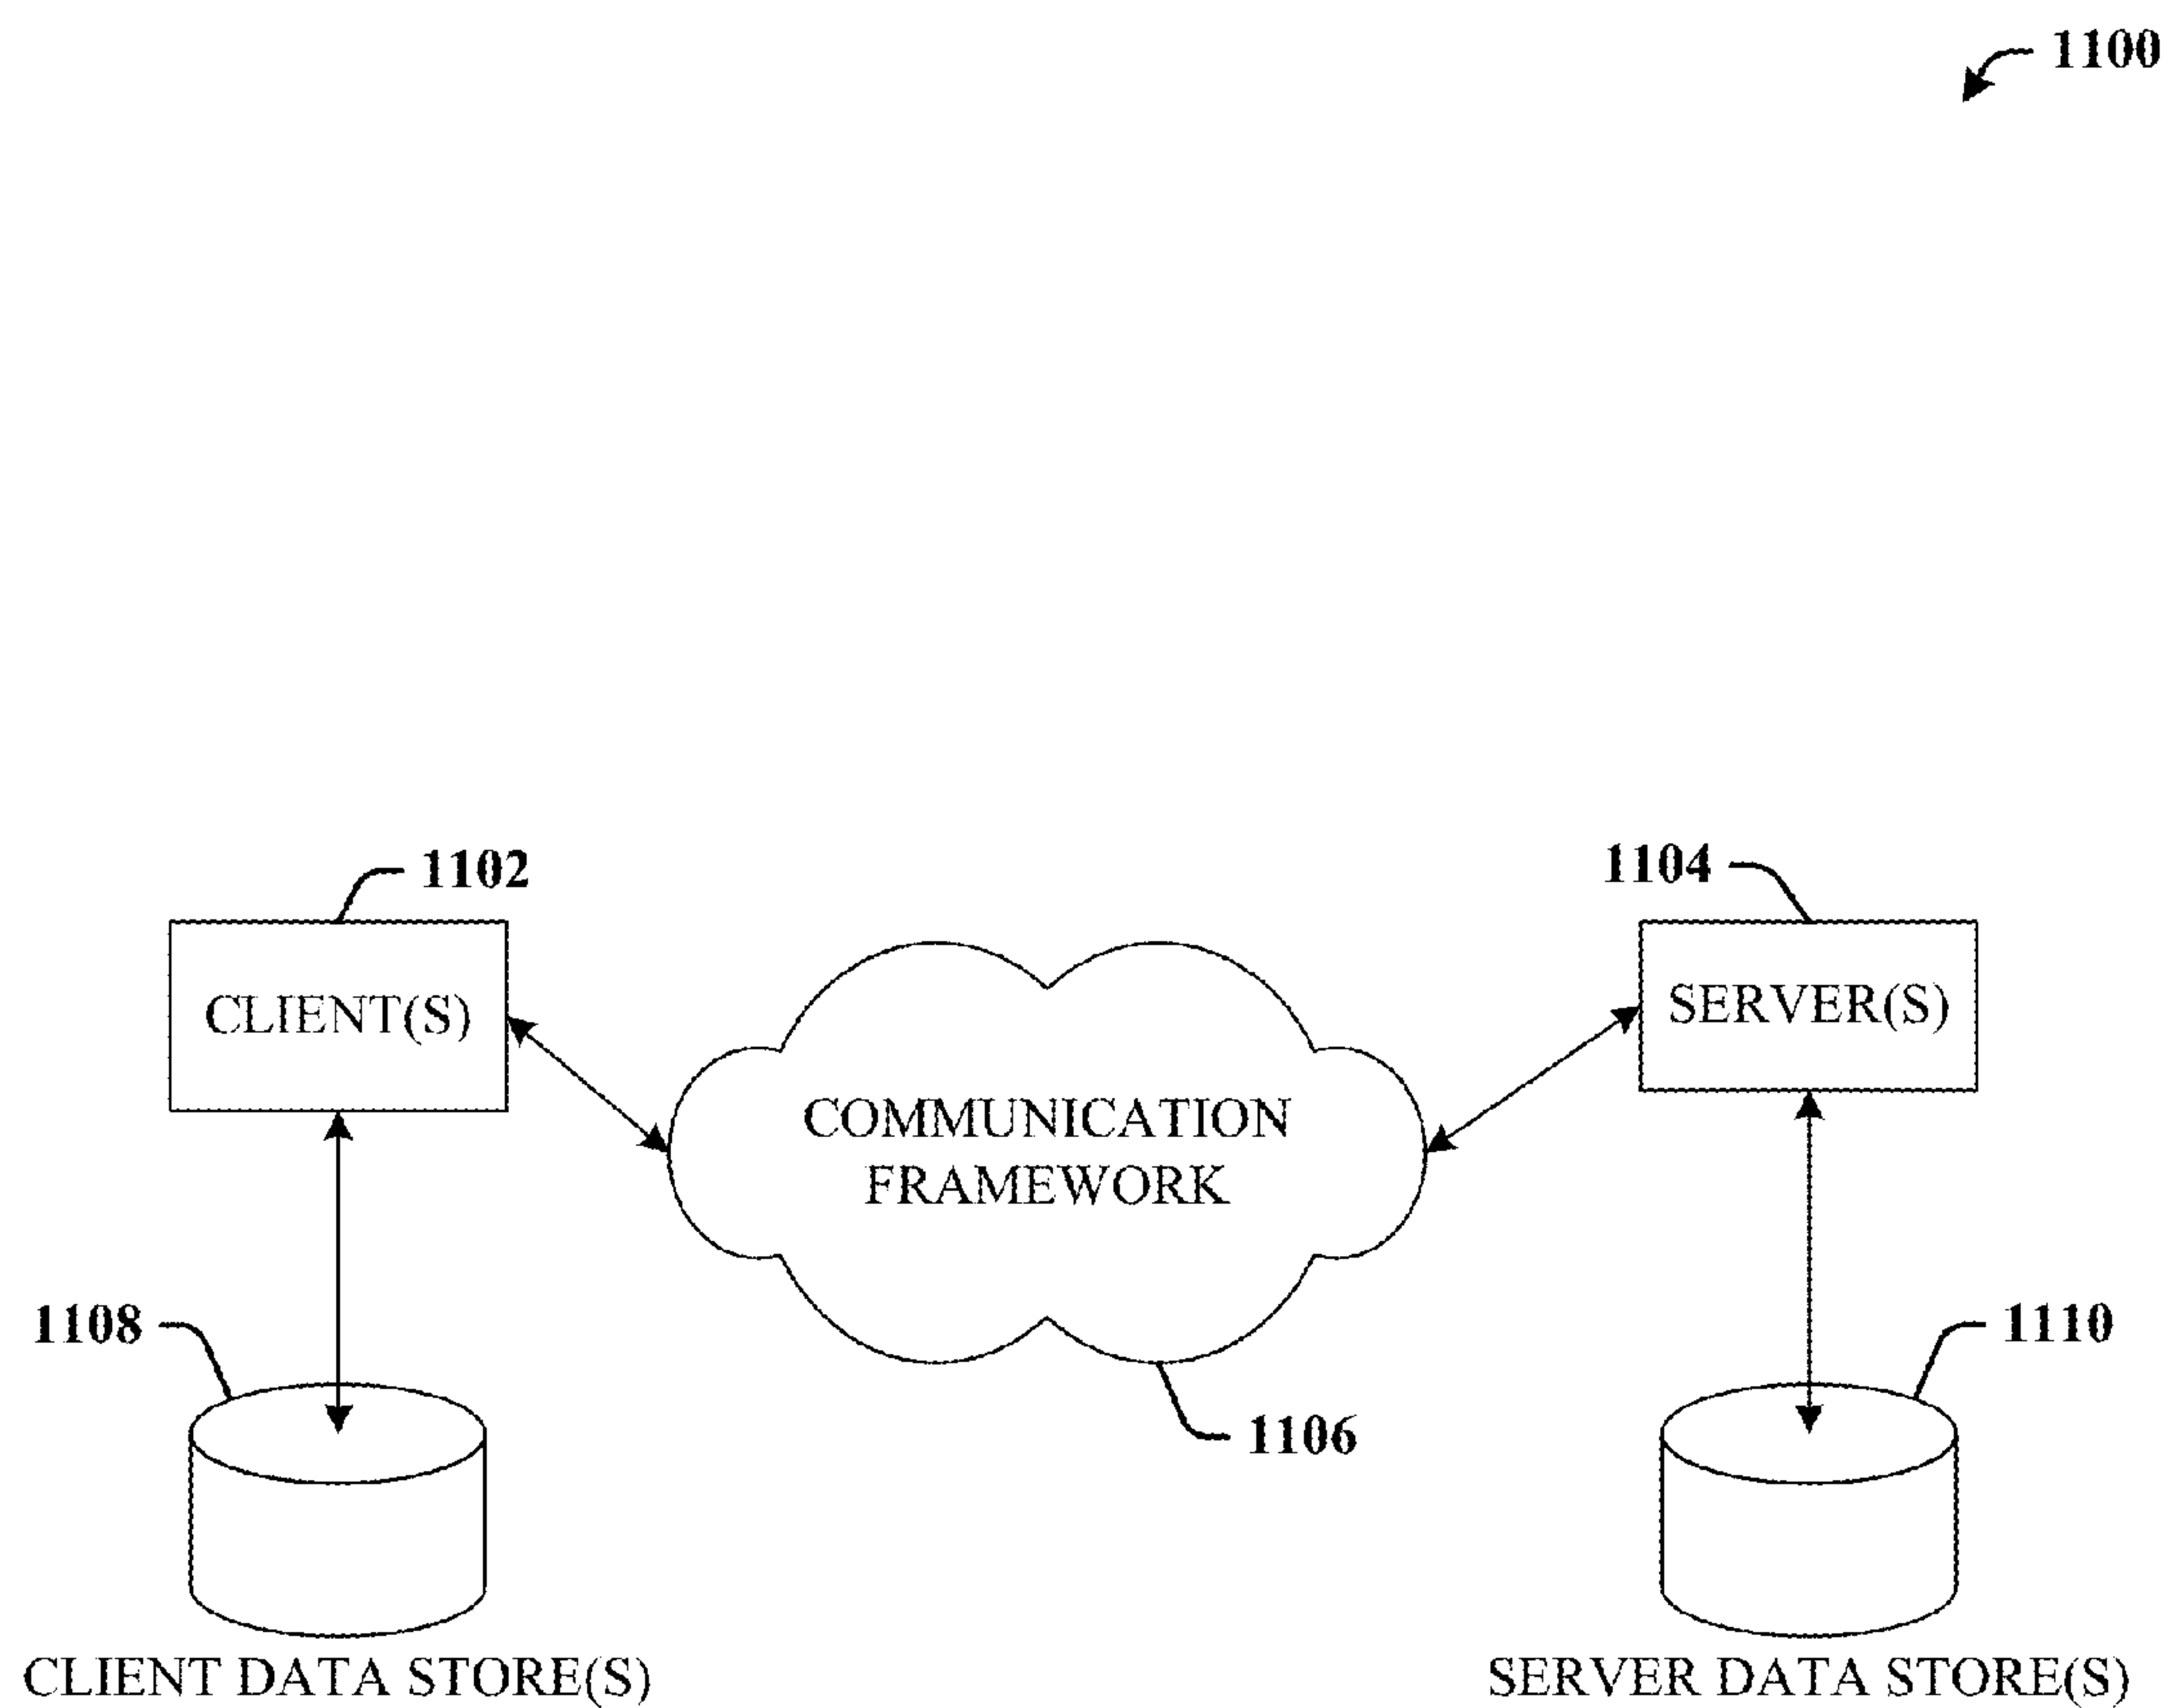 1100
1102
1104
CLIENT(S)
SERVER(S)
COMMUNICATION
FRAMEWORK
1108
1110
1106
CLIENT DATA STORE(S)
SERVER DATA STORE(S)